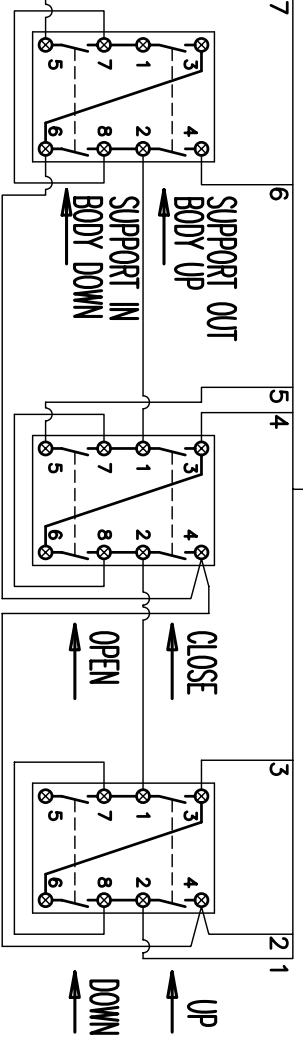 7
6
5
4
3
2
1
3 4
1 2
7 8
5 6
SUPPORT OUT
BODY UP
SUPPORT IN
BODY DOWN
3 4
1 2
7 8
5 6
CLOSE
OPEN
3 4
1 2
7 8
5 6
UP
DOWN